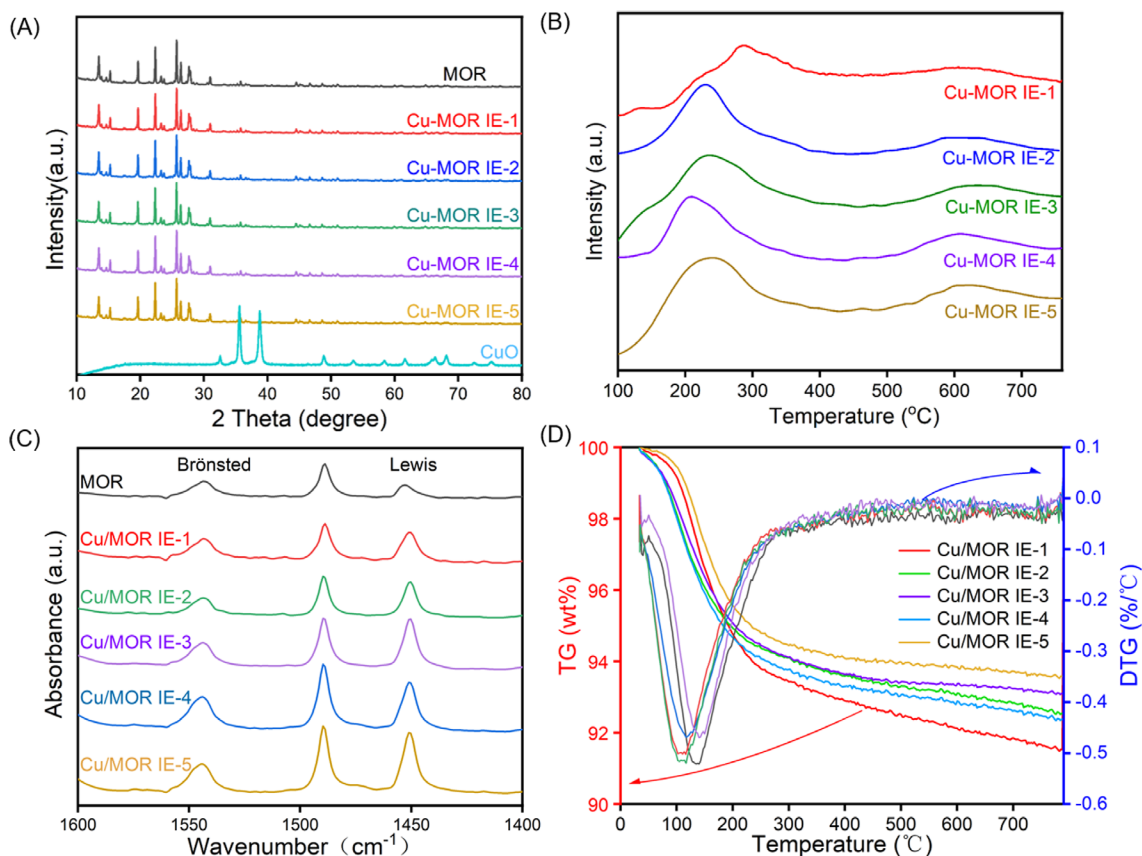 (A)
Intensity(a.u.)
MOR
Cu-MOR IE-1
Cu-MOR IE-2
Cu-MOR IE-3
Cu-MOR IE-4
Cu-MOR IE-5
CuO
10 20 30 40 50 60 70 80
2 Theta (degree)
(B)
Intensity (a.u.)
Cu-MOR IE-1
Cu-MOR IE-2
Cu-MOR IE-3
Cu-MOR IE-4
Cu-MOR IE-5
100 200 300 400 500 600 700
Temperature (°C)
(C)
Absorbance (a.u.)
Brönsted Lewis
MOR
Cu/MOR IE-1
Cu/MOR IE-2
Cu/MOR IE-3
Cu/MOR IE-4
Cu/MOR IE-5
1600 1550 1500 1450 1400
Wavenumber（cm⁻¹)
(D)
TG (wt%)
100
98
96
94
92
90
Cu/MOR IE-1
Cu/MOR IE-2
Cu/MOR IE-3
Cu/MOR IE-4
Cu/MOR IE-5
0.1
0.0
-0.1
-0.2
-0.3
-0.4
-0.5
-0.6
DTG (%/℃)
0 100 200 300 400 500 600 700
Temperature (℃)